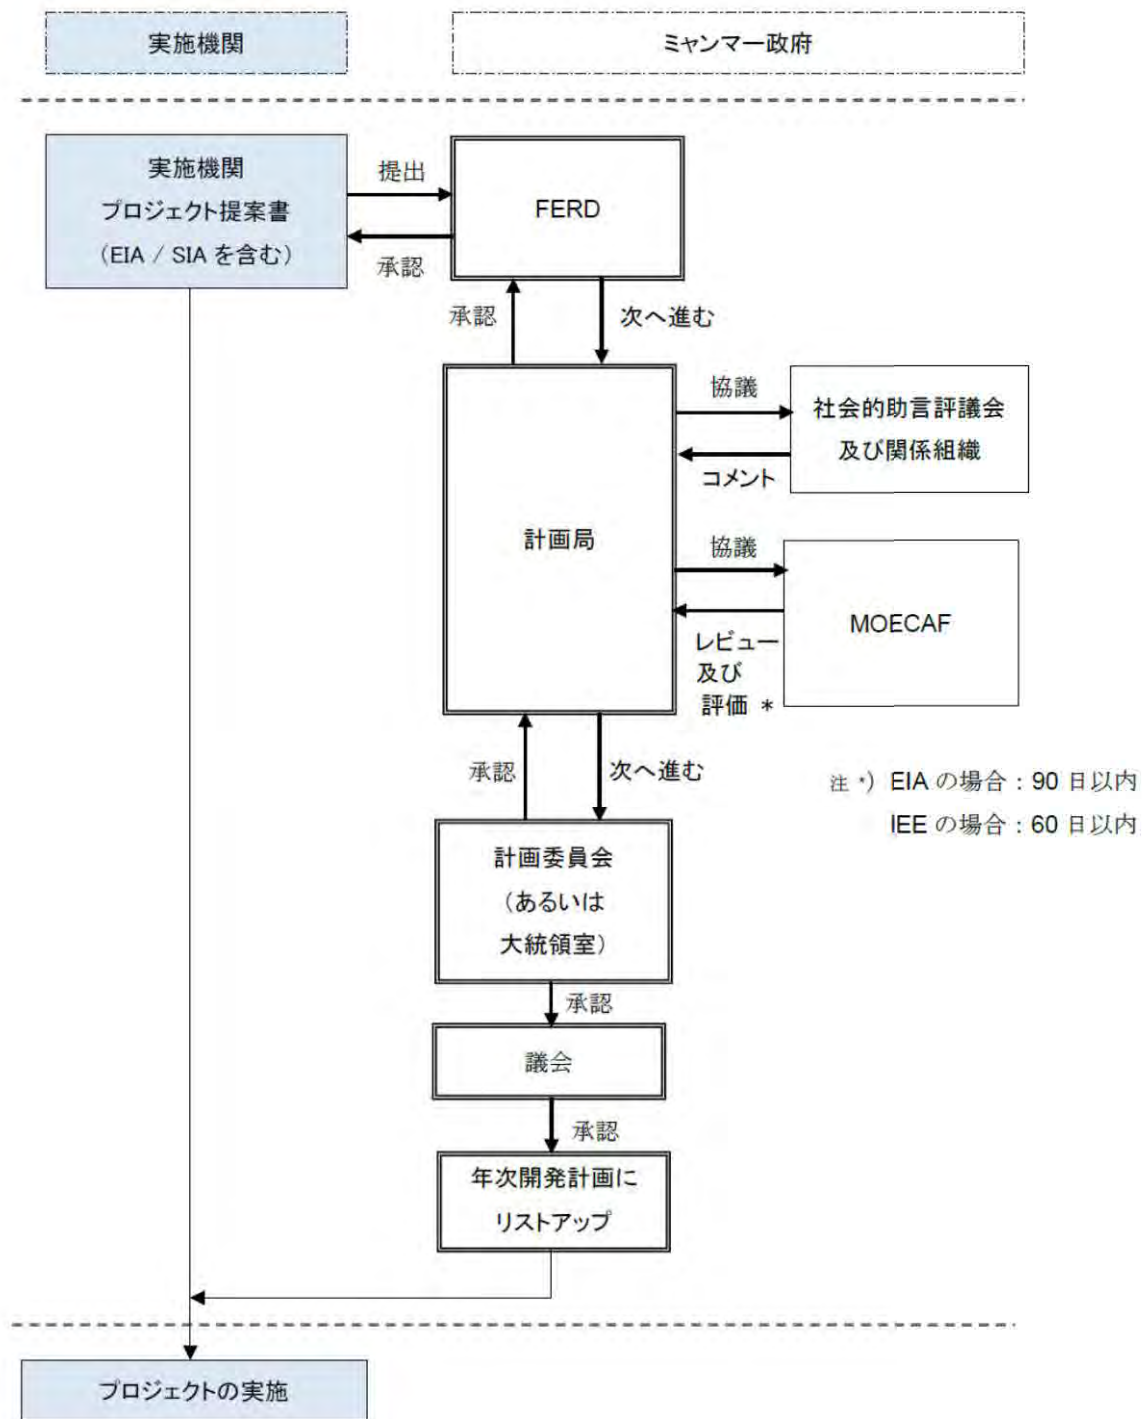 実施機関
ミャンマー政府
実施機関
プロジェクト提案書
（EIA / SIA を含む）
提出
承認
FERD
承認
次へ進む
計画局
協議
コメント
社会的助言評議会
及び関係組織
協議
レビュー
及び
評価 *
MOECAF
承認
次へ進む
注 *）EIA の場合：90 日以内
IEE の場合：60 日以内
計画委員会
（あるいは
大統領室）
承認
議会
承認
年次開発計画に
リストアップ
プロジェクトの実施